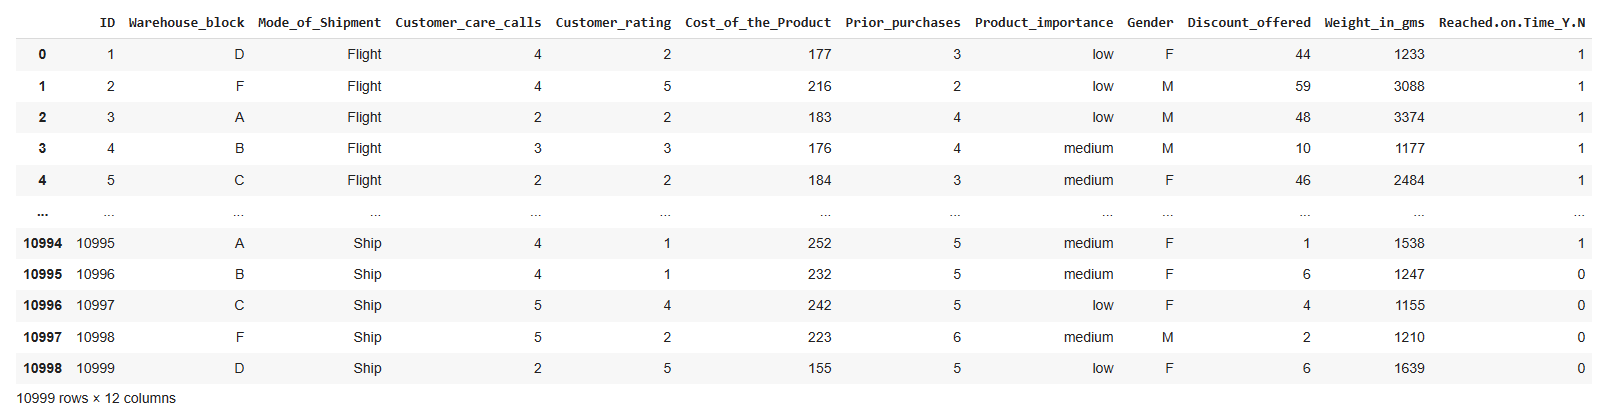 ID Warehouse_block Mode_of_Shipment Customer_care_calls Customer_rating Cost_of_the_Product Prior_purchases Product_importance Gender Discount_offered Weight_in_gms Reached.on.Time_Y.N
0 1 D Flight 4 2 177 3 low F 44 1233 1
1 2 F Flight 4 5 216 2 low M 59 3088 1
2 3 A Flight 2 2 183 4 low M 48 3374 1
3 4 B Flight 3 3 176 4 medium M 10 1177 1
4 5 C Flight 2 2 184 3 medium F 46 2484 1
... ... ... ... ... ... ... ... ... ... ... ... ...
10994 10995 A Ship 4 1 252 5 medium F 1 1538 1
10995 10996 B Ship 4 1 232 5 medium F 6 1247 0
10996 10997 C Ship 5 4 242 5 low F 4 1155 0
10997 10998 F Ship 5 2 223 6 medium M 2 1210 0
10998 10999 D Ship 2 5 155 5 low F 6 1639 0
10999 rows × 12 columns